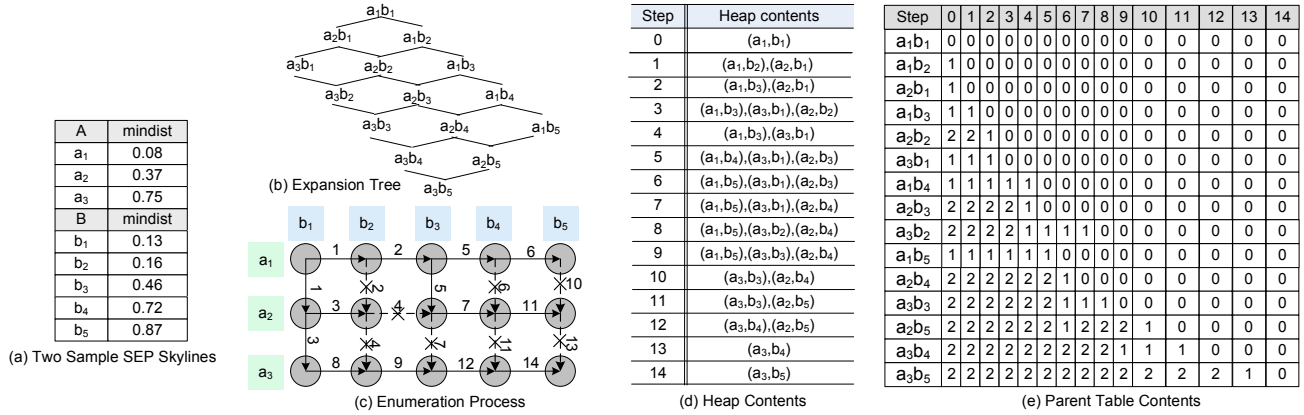 A mindist
a₁ 0.08
a₂ 0.37
a₃ 0.75
B mindist
b₁ 0.13
b₂ 0.16
b₃ 0.46
b₄ 0.72
b₅ 0.87
(a) Two Sample SEP Skylines
a₁b₁
a₂b₁ a₁b₂
a₃b₁ a₂b₂ a₁b₃
a₃b₂ a₂b₃ a₁b₄
a₃b₃ a₂b₄ a₁b₅
a₃b₄ a₂b₅
a₃b₅
(b) Expansion Tree
b₁ b₂ b₃ b₄ b₅
a₁ 1 2 5 6
1 2 5 6 10
a₂ 3 4 7 11
3 4 7 11 13
a₃ 8 9 12 14
(c) Enumeration Process
Step Heap contents
0 (a₁,b₁)
1 (a₁,b₂),(a₂,b₁)
2 (a₁,b₃),(a₂,b₁)
3 (a₁,b₃),(a₃,b₁),(a₂,b₂)
4 (a₁,b₃),(a₃,b₁)
5 (a₁,b₄),(a₃,b₁),(a₂,b₃)
6 (a₁,b₅),(a₃,b₁),(a₂,b₃)
7 (a₁,b₅),(a₃,b₁),(a₂,b₄)
8 (a₁,b₅),(a₃,b₂),(a₂,b₄)
9 (a₁,b₅),(a₃,b₃),(a₂,b₄)
10 (a₃,b₃),(a₂,b₄)
11 (a₃,b₃),(a₂,b₅)
12 (a₃,b₄),(a₂,b₅)
13 (a₃,b₄)
14 (a₃,b₅)
(d) Heap Contents
Step 0 1 2 3 4 5 6 7 8 9 10 11 12 13 14
a₁b₁ 0 0 0 0 0 0 0 0 0 0 0 0 0 0 0
a₁b₂ 1 0 0 0 0 0 0 0 0 0 0 0 0 0 0
a₂b₁ 1 0 0 0 0 0 0 0 0 0 0 0 0 0 0
a₁b₃ 1 1 0 0 0 0 0 0 0 0 0 0 0 0 0
a₂b₂ 2 2 1 0 0 0 0 0 0 0 0 0 0 0 0
a₃b₁ 1 1 1 0 0 0 0 0 0 0 0 0 0 0 0
a₁b₄ 1 1 1 1 1 0 0 0 0 0 0 0 0 0 0
a₂b₃ 2 2 2 2 1 0 0 0 0 0 0 0 0 0 0
a₃b₂ 2 2 2 2 1 1 1 1 0 0 0 0 0 0 0
a₁b₅ 1 1 1 1 1 1 0 0 0 0 0 0 0 0 0
a₂b₄ 2 2 2 2 2 2 1 0 0 0 0 0 0 0 0
a₃b₃ 2 2 2 2 2 2 1 1 1 0 0 0 0 0 0
a₂b₅ 2 2 2 2 2 2 1 2 2 2 1 0 0 0 0
a₃b₄ 2 2 2 2 2 2 2 2 2 1 1 1 0 0 0
a₃b₅ 2 2 2 2 2 2 2 2 2 2 2 2 2 1 0
(e) Parent Table Contents